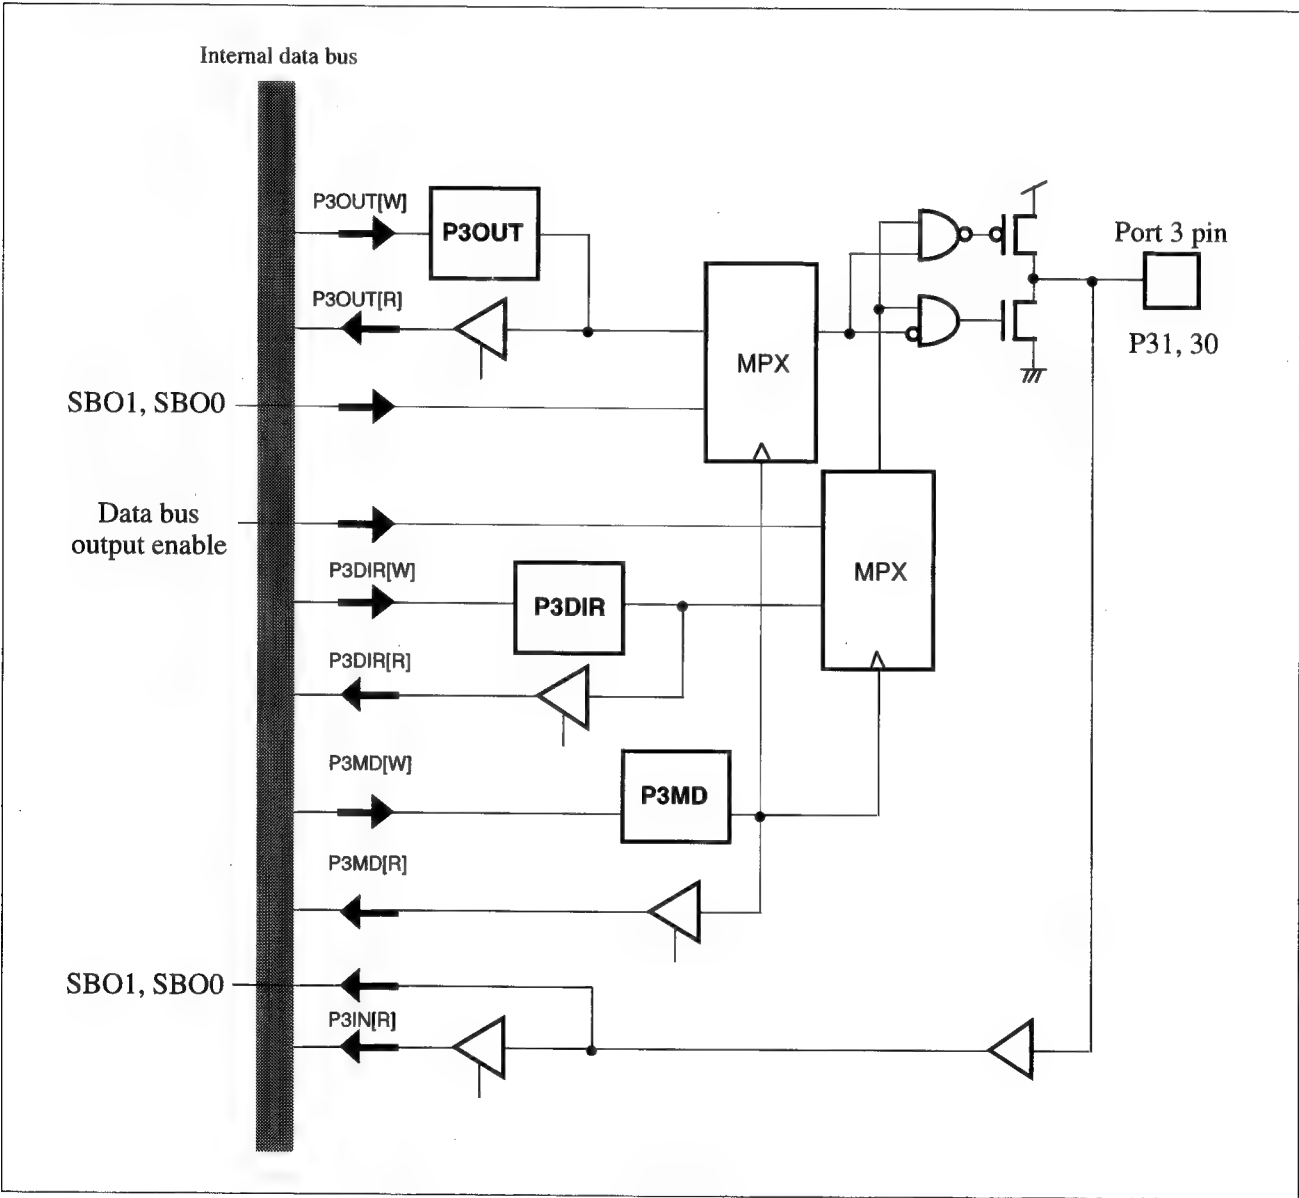 Internal data bus
P3OUT[W]
P3OUT
Port 3 pin
P3OUT[R]
P31, 30
MPX
SBO1, SBO0
Data bus
output enable
MPX
P3DIR[W]
P3DIR
P3DIR[R]
P3MD[W]
P3MD
P3MD[R]
SBO1, SBO0
P3IN[R]